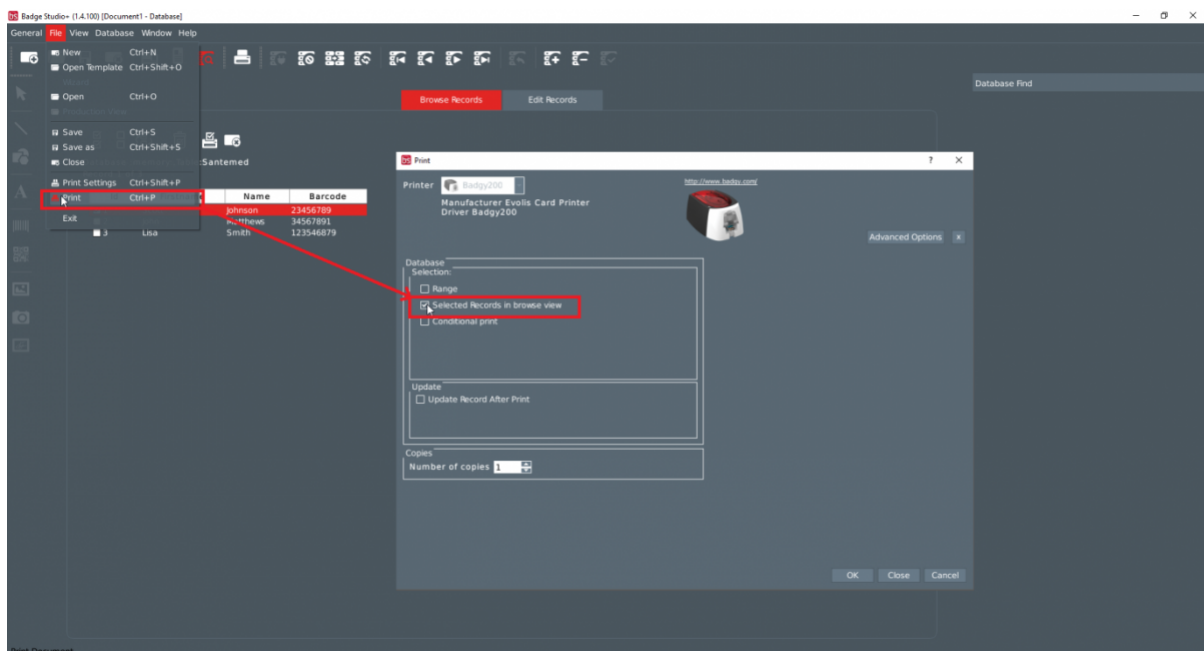 bs Badge Studio+ (1.4.100) [Document1 - Database]
General File View Database Window Help
New Ctrl+N
Open Template Ctrl+Shift+O
Open Ctrl+O
Save Ctrl+S
Save as Ctrl+Shift+S
Close
Print Settings Ctrl+Shift+P
Print Ctrl+P
Exit
Database Find
Browse Records Edit Records
Santemed
Name Barcode
Johnson 23456789
Matthews 34567891
3 Lisa Smith 123546879
bs Print ? X
Printer Badgy200
http://www.badgy.com/
Manufacturer Evolis Card Printer
Driver Badgy200
Advanced Options x
Database
Selection:
Range
Selected Records in browse view
Conditional print
Update
Update Record After Print
Copies
Number of copies 1
OK Close Cancel
Print Document